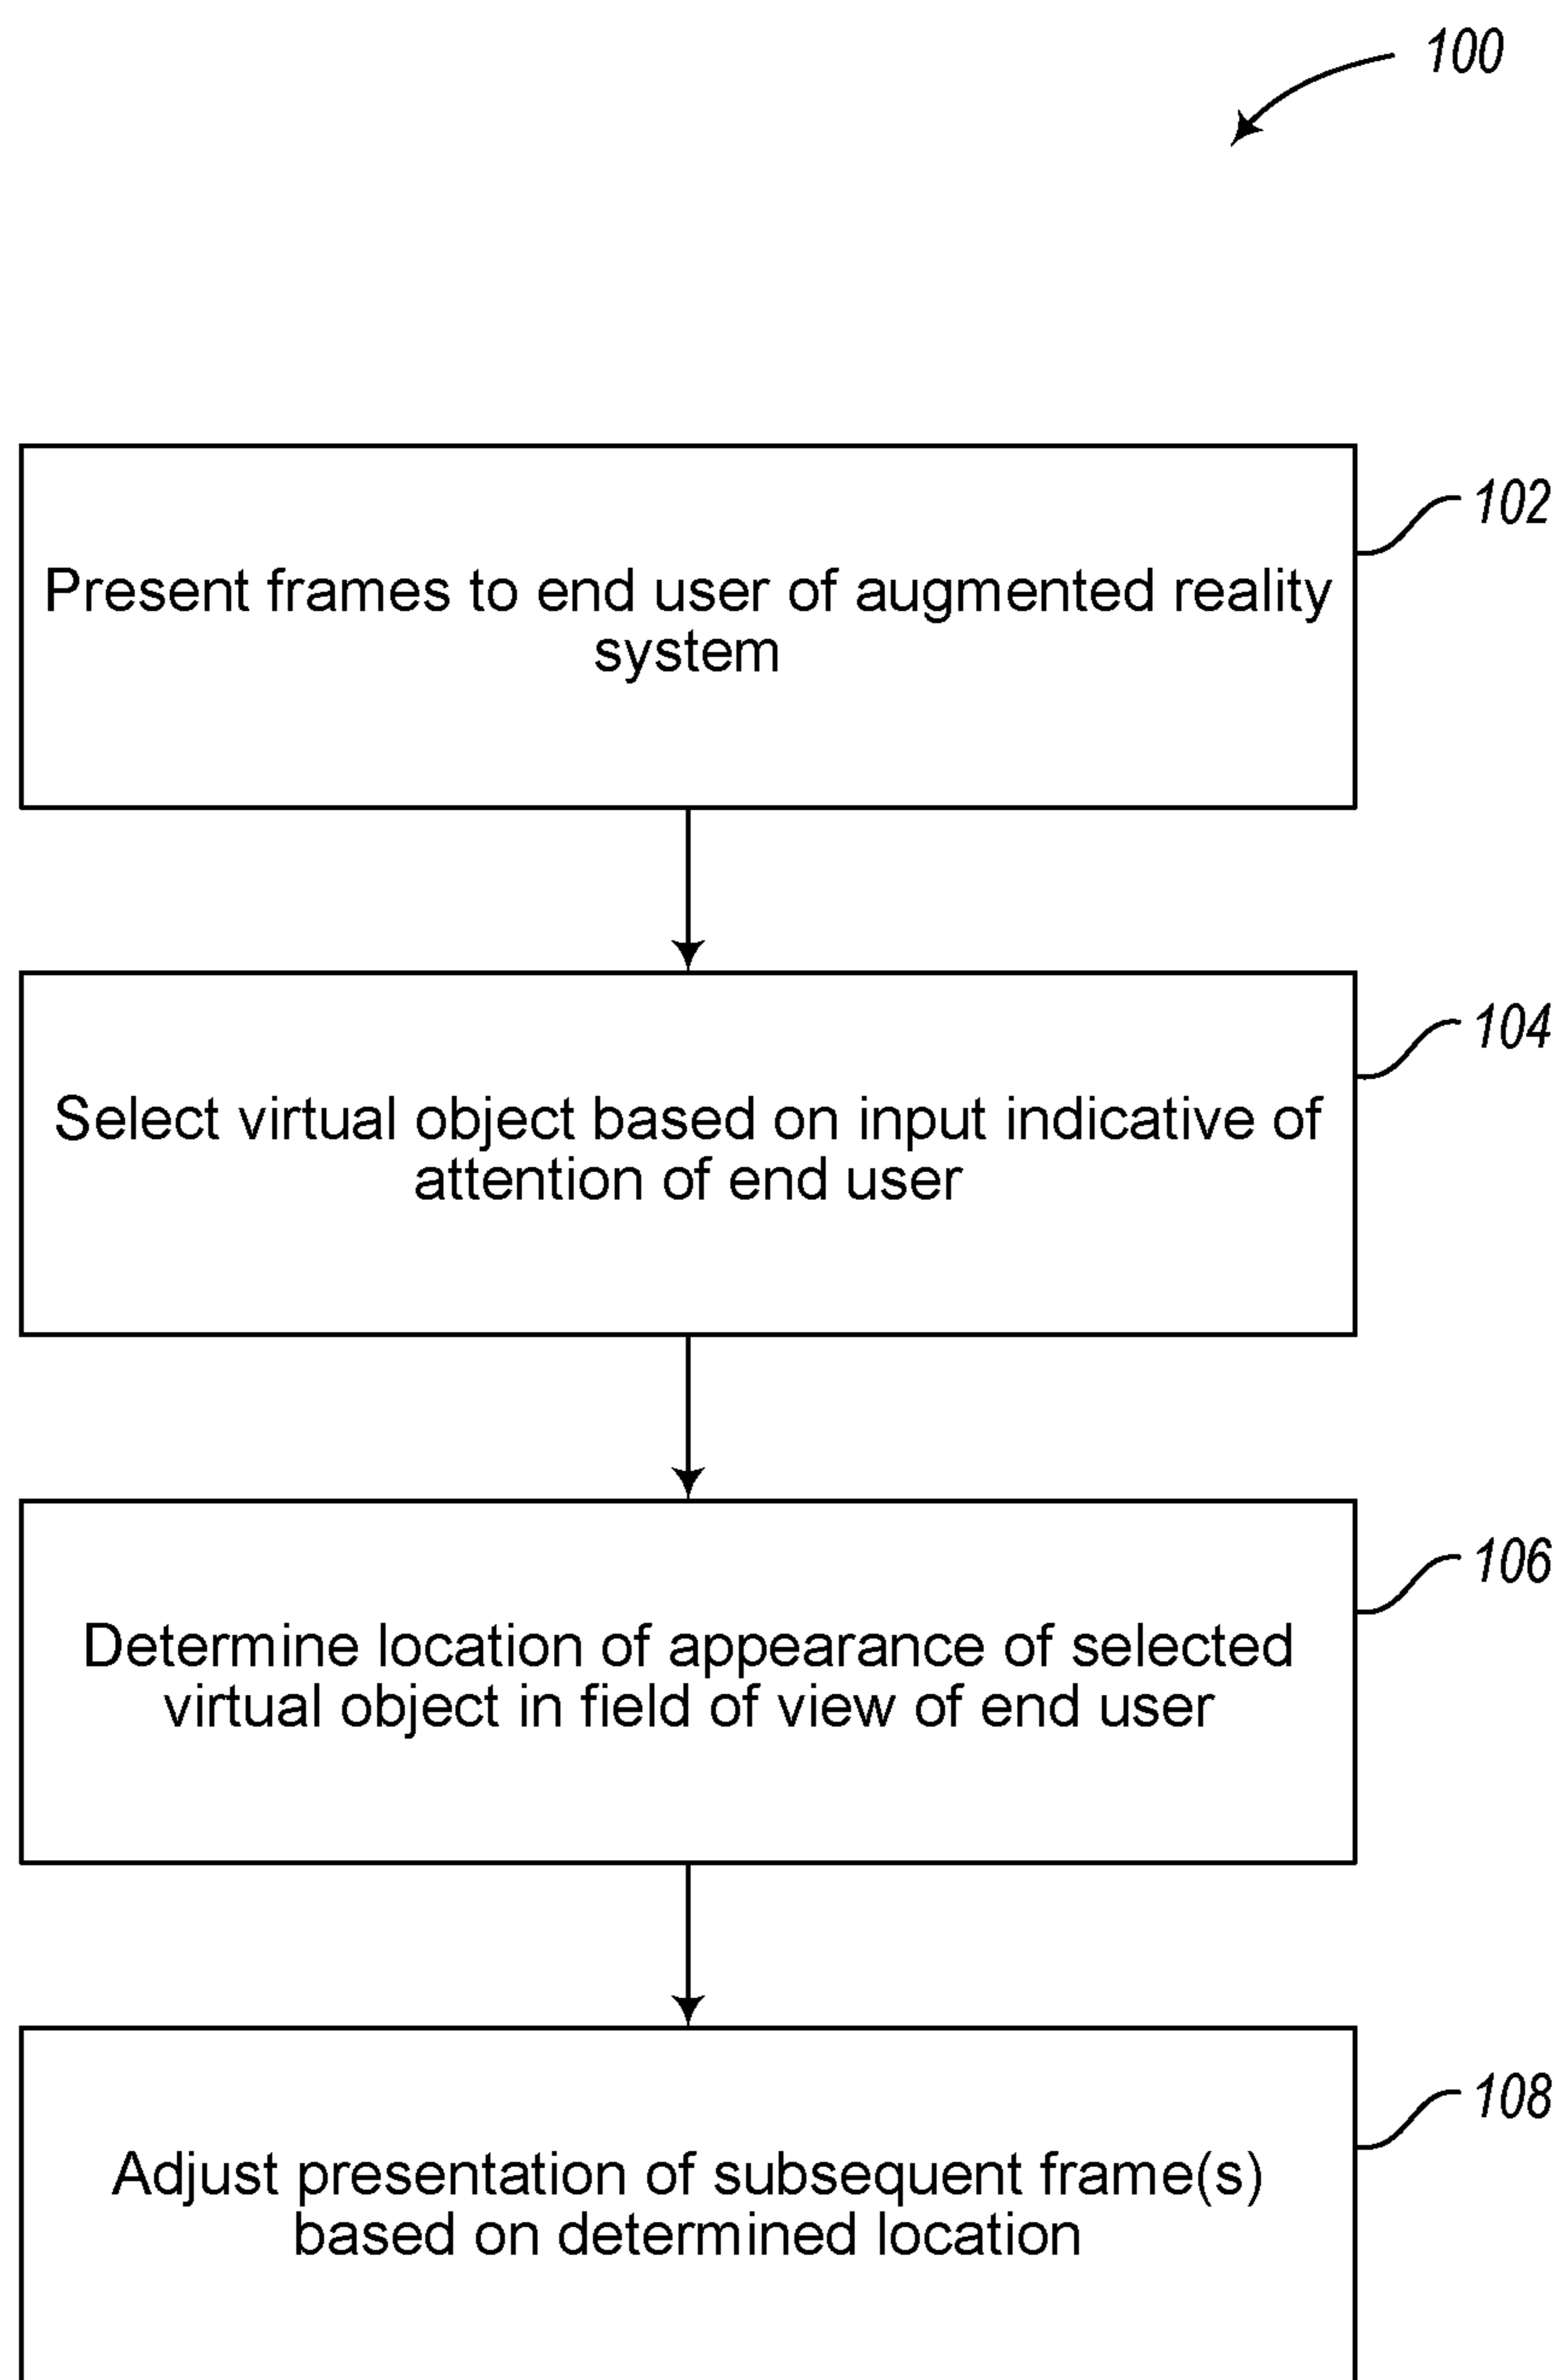 100
102
Present frames to end user of augmented reality
system
104
Select virtual object based on input indicative of
attention of end user
106
Determine location of appearance of selected
virtual object in field of view of end user
108
Adjust presentation of subsequent frame(s)
based on determined location